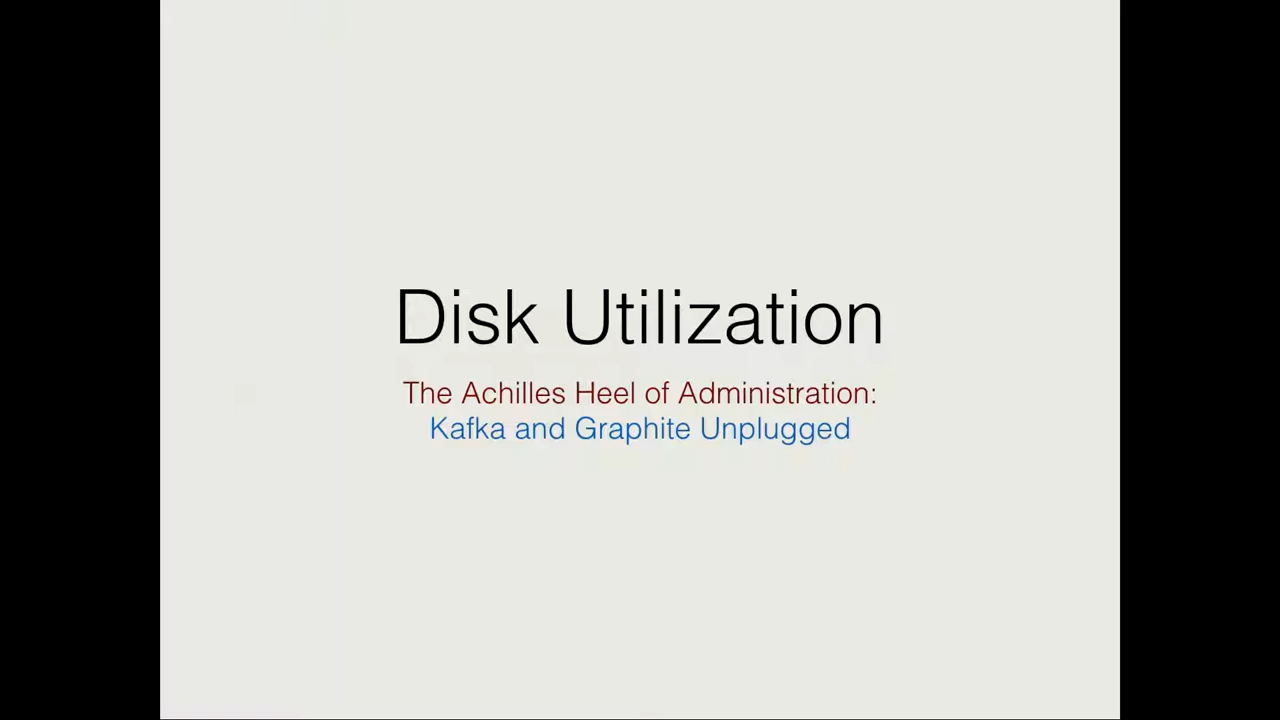 Disk Utilization
The Achilles Heel of Administration:
Kafka and Graphite Unplugged